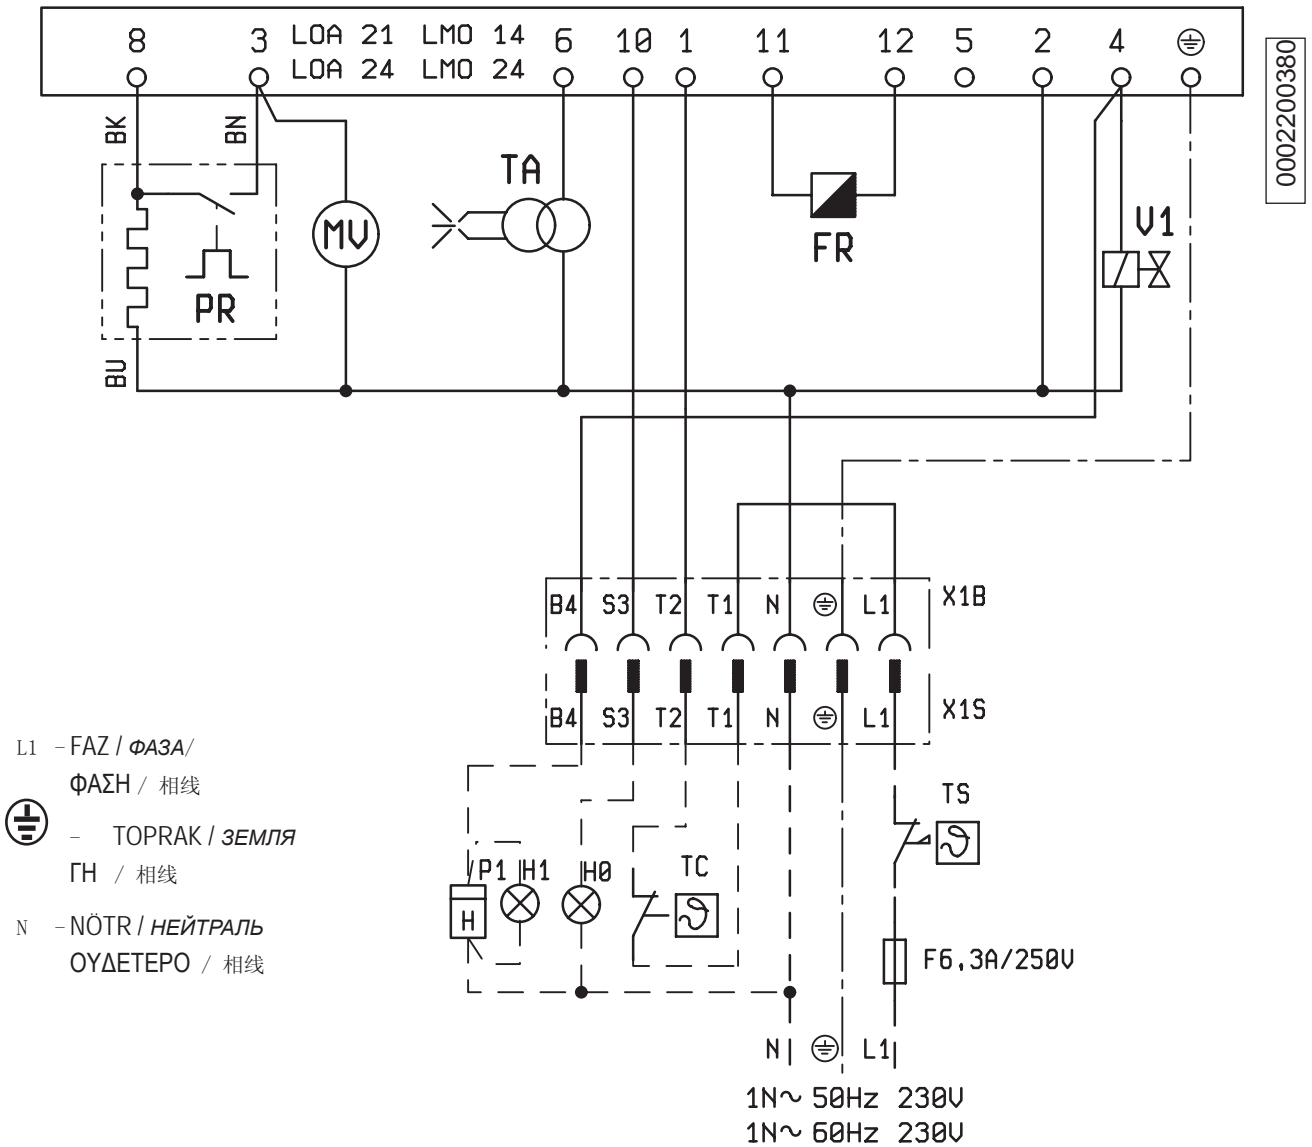 8 3 LOA 21 LMO 14 6 10 1 11 12 5 2 4
LOA 24 LMO 24
0002200380
BK
BN
TA
MV
FR
V1
PR
BU
B4 S3 T2 T1 N L1 X1B
B4 S3 T2 T1 N L1 X1S
L1 - FAZ / ФАЗА/
ΦΑΣΗ / 相线
- TOPRAK / ЗЕМЛЯ
ΓΗ / 相线
N - NÖTR / НЕЙТРАЛЬ
ΟΥΔΕΤΕΡΟ / 相线
TS
P1 H1 H0 TC
H
F6,3A/250V
N L1
1N~ 50Hz 230V
1N~ 60Hz 230V